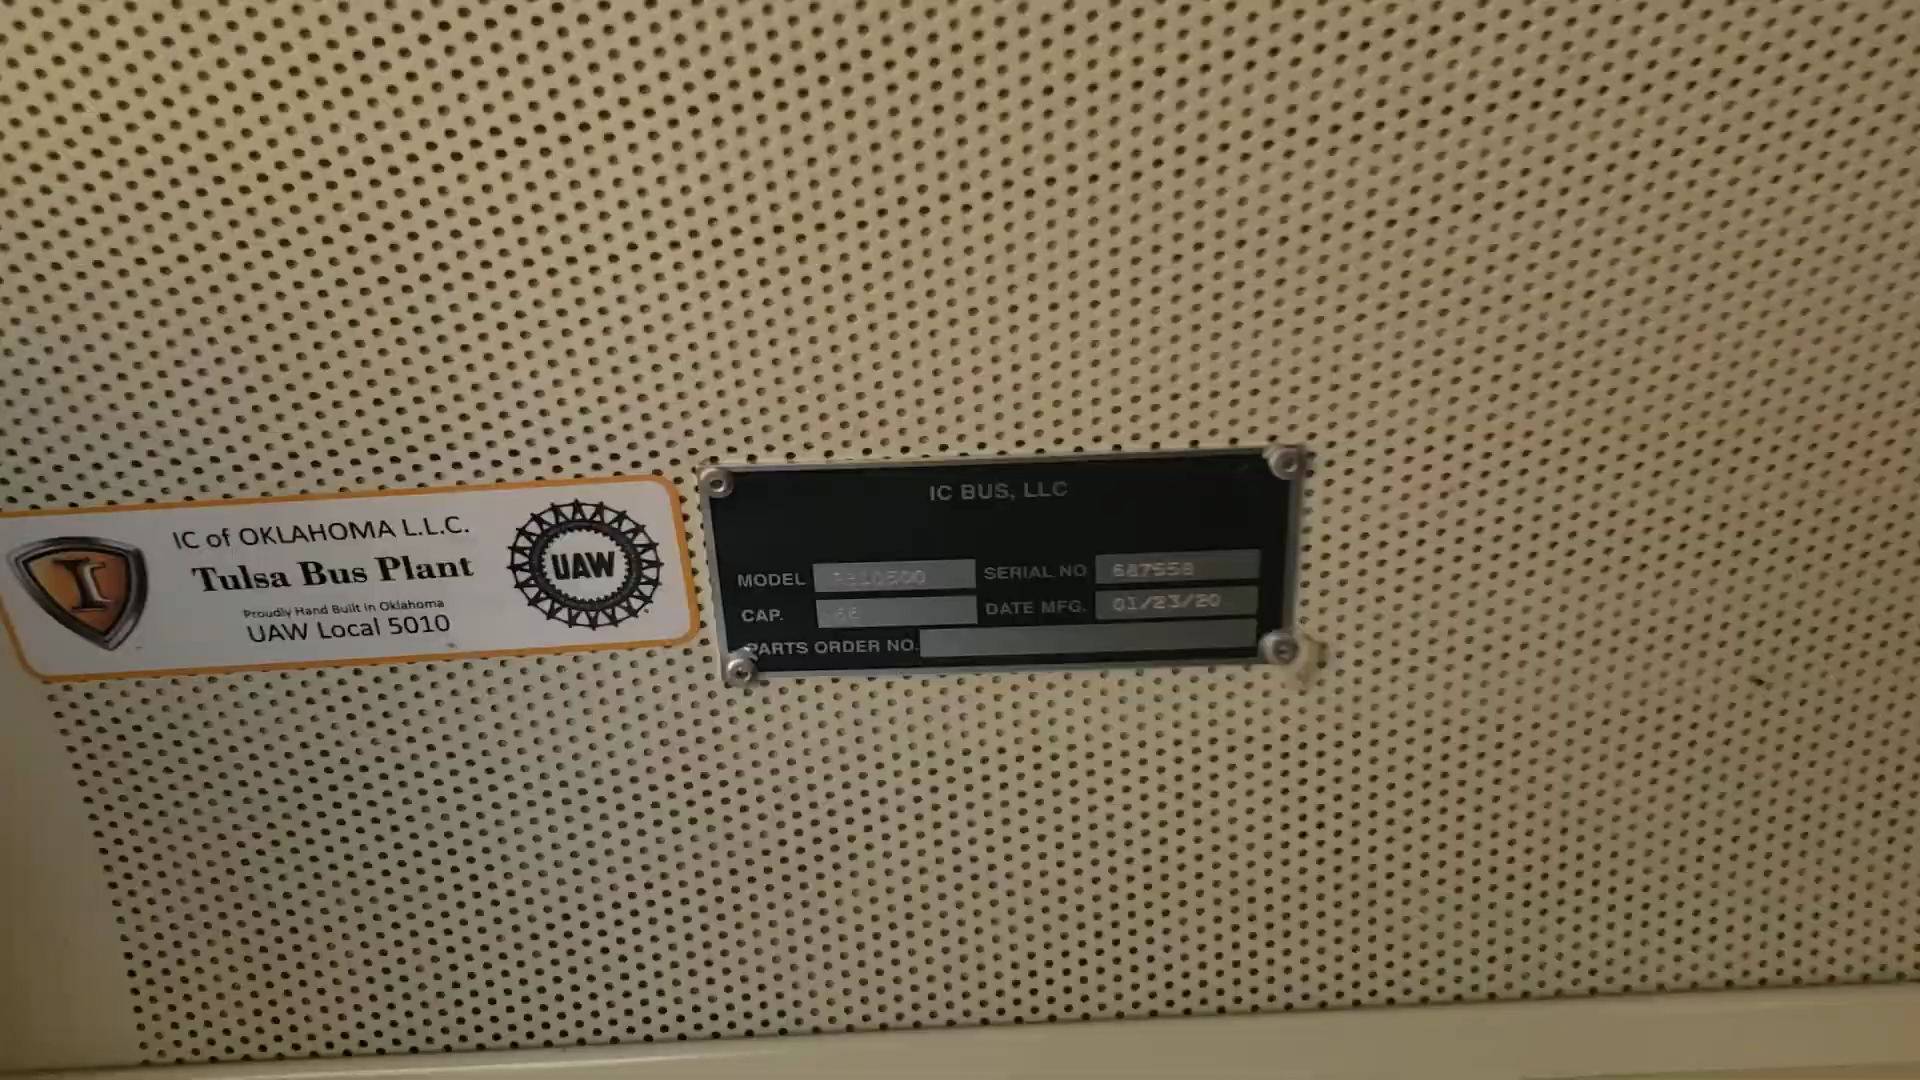 IC of OKLAHOMA L.L.C.
Tulsa Bus Plant
Proudly Hand Built in Oklahoma
UAW Local 5010
I
UAW
IC BUS, LLC
MODEL
SERIAL NO 687558
CAP. 66
DATE MFG. 01/23/20
PARTS ORDER NO.